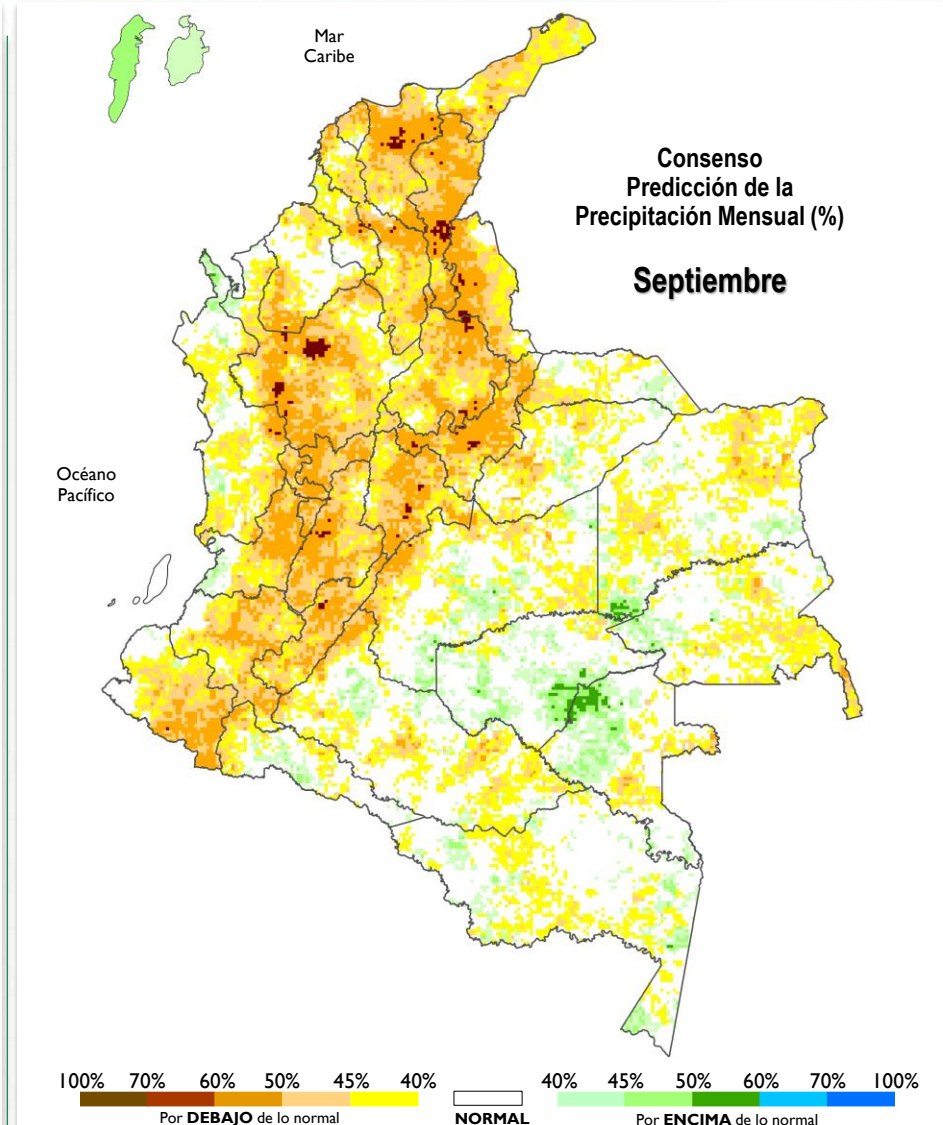 Mar
Caribe
Consenso
Predicción de la
Precipitación Mensual (%)
Septiembre
Océano
Pacífico
100% 70% 60% 50% 45% 40% 40% 45% 50% 60% 70% 100%
Por DEBAJO de lo normal NORMAL Por ENCIMA de lo normal